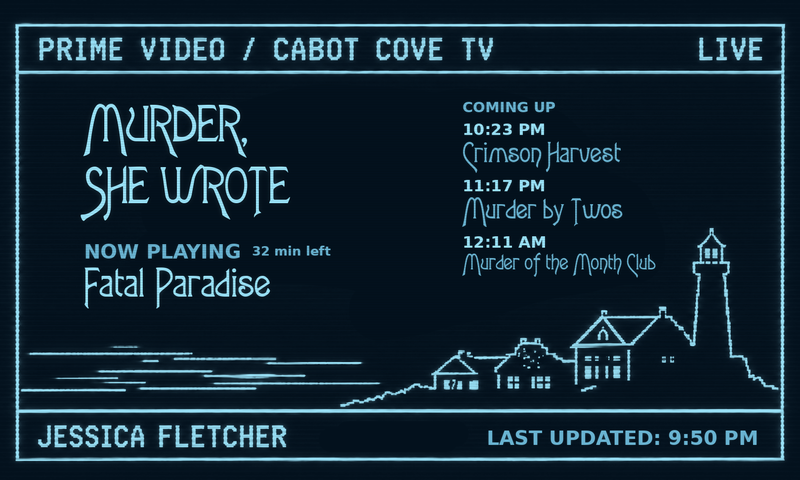 PRIME VIDEO / CABOT COVE TV
LIVE
MURDER,
SHE WROTE
NOW PLAYING 32 min left
Fatal Paradise
COMING UP
10:23 PM
Crimson Harvest
11:17 PM
Murder by Twos
12:11 AM
Murder of the Month Club
JESSICA FLETCHER
LAST UPDATED: 9:50 PM